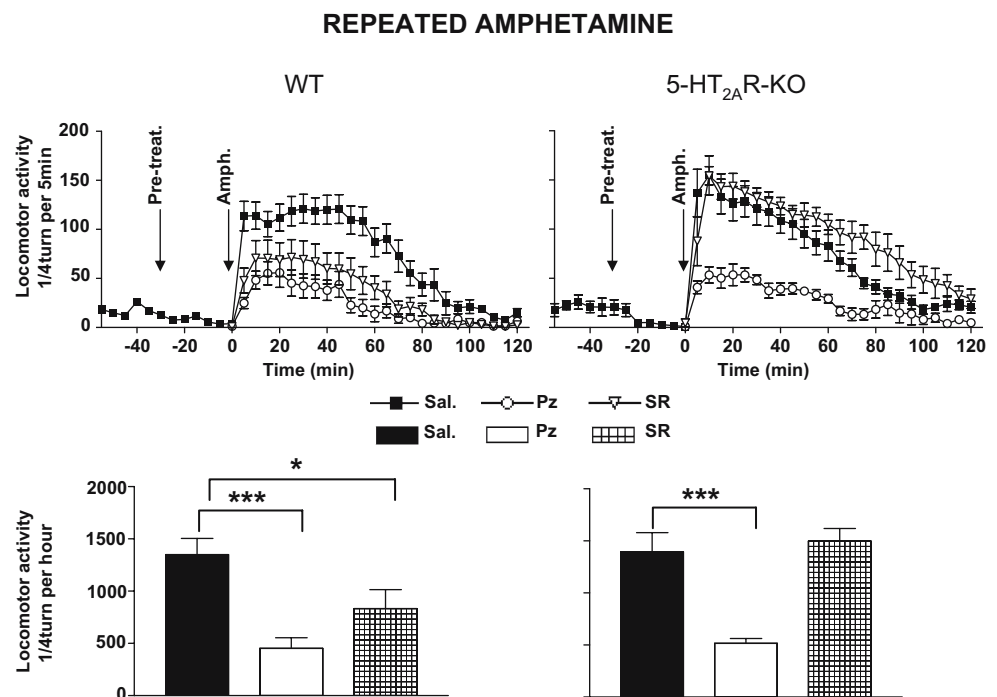 REPEATED AMPHETAMINE
WT
5-HT2AR-KO
Locomotor activity
1/4turn per 5min
200
150
100
50
0
Pre-treat.
Amph.
Pre-treat.
Amph.
-40 -20 0 20 40 60 80 100 120
-40 -20 0 20 40 60 80 100 120
Time (min)
Time (min)
Sal. Pz SR
Sal. Pz SR
Locomotor activity
1/4turn per hour
2000
1500
1000
500
0
*
***
***